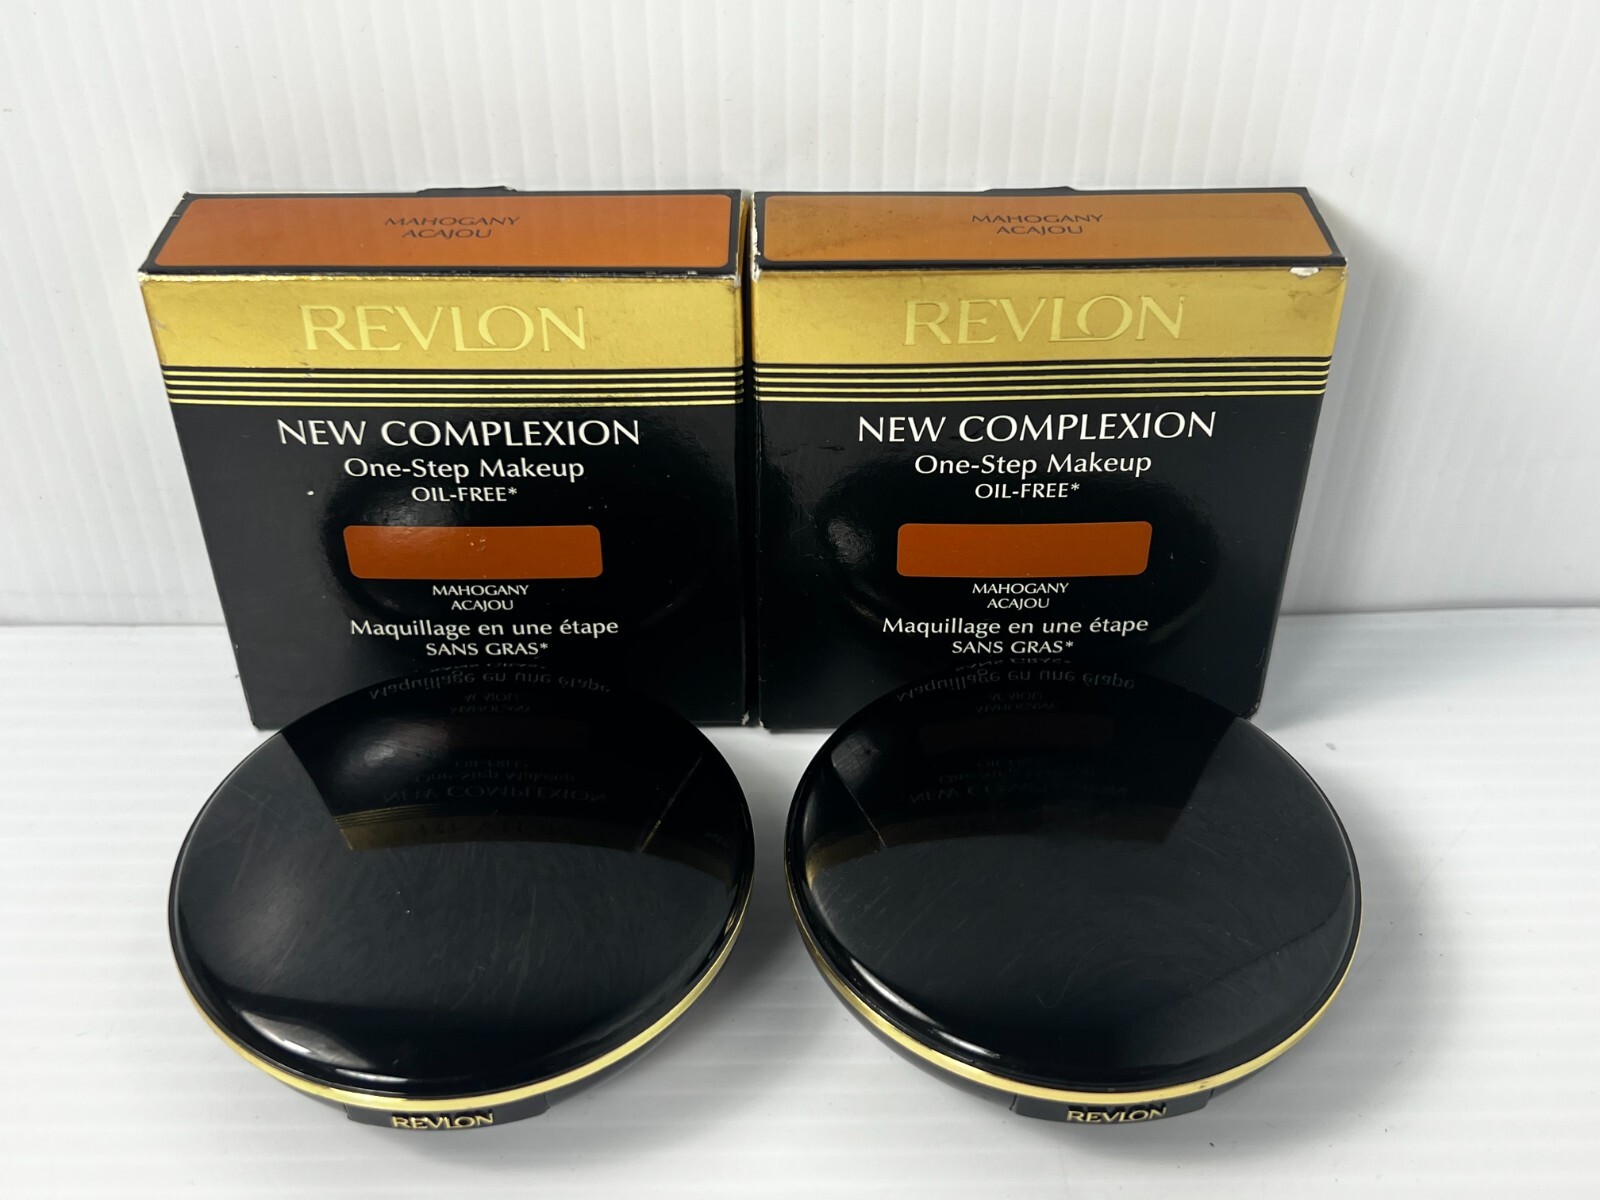 MAHOGANY
ACAJOU
REVLON
NEW COMPLEXION
One-Step Makeup
OIL-FREE*
MAHOGANY
ACAJOU
Maquillage en une étape
SANS GRAS*
MAHOGANY
ACAJOU
REVLON
NEW COMPLEXION
One-Step Makeup
OIL-FREE*
MAHOGANY
ACAJOU
Maquillage en une étape
SANS GRAS*
REVLON
REVLON